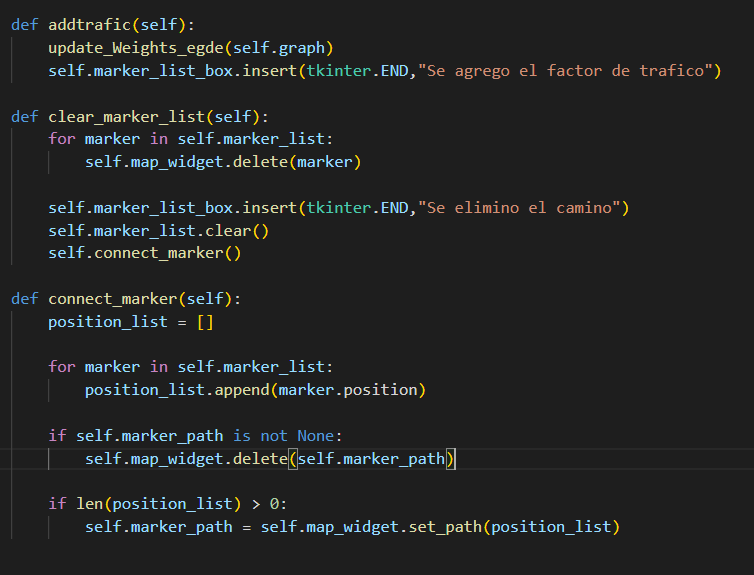 def addtrafic(self):
    update_Weights_egde(self.graph)
    self.marker_list_box.insert(tkinter.END,"Se agrego el factor de trafico")
def clear_marker_list(self):
    for marker in self.marker_list:
        self.map_widget.delete(marker)
    self.marker_list_box.insert(tkinter.END,"Se elimino el camino")
    self.marker_list.clear()
    self.connect_marker()
def connect_marker(self):
    position_list = []
    for marker in self.marker_list:
        position_list.append(marker.position)
    if self.marker_path is not None:
        self.map_widget.delete(self.marker_path)
    if len(position_list) > 0:
        self.marker_path = self.map_widget.set_path(position_list)